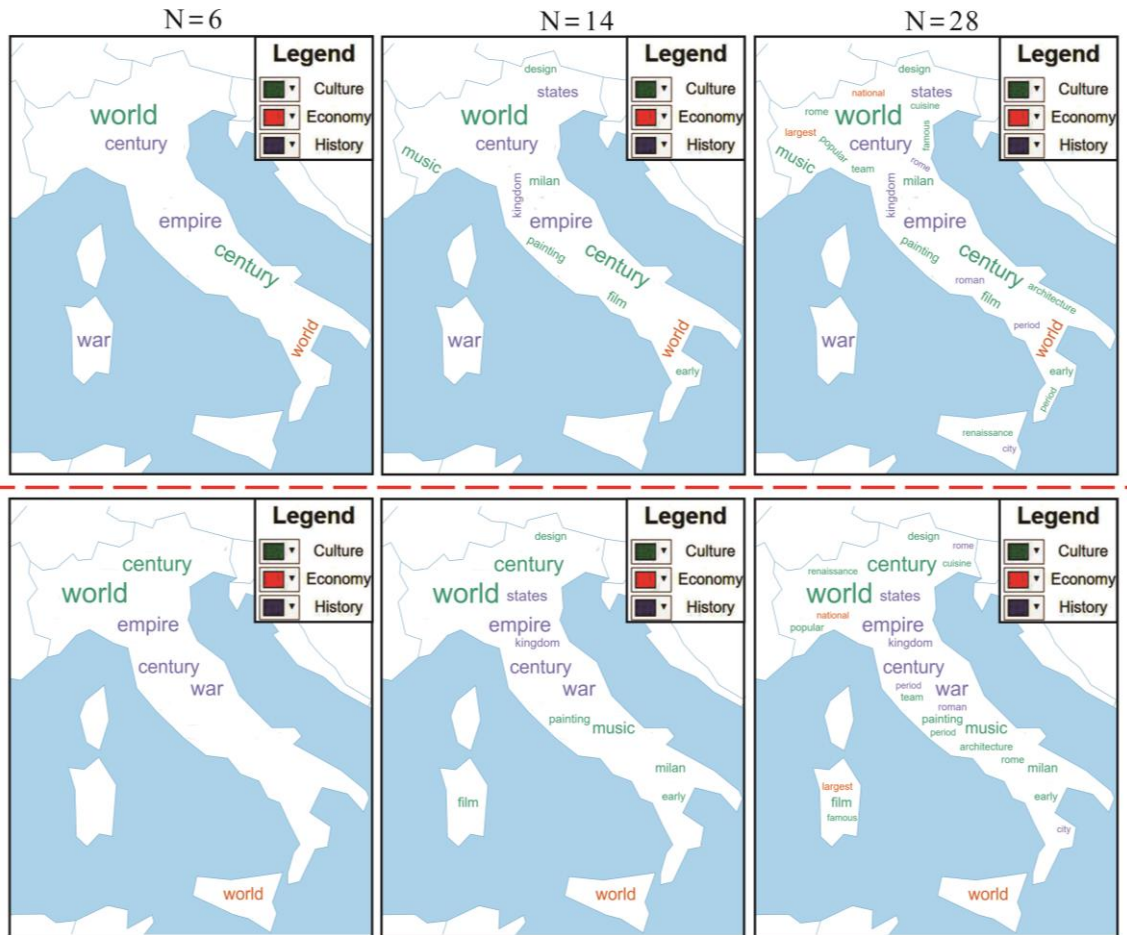 N=6
Legend
Culture
Economy
History
world
century
empire
century
world
war
N=14
Legend
Culture
Economy
History
design
states
world
century
music
milan
kingdom
empire
painting
century
film
war
world
early
N=28
Legend
Culture
Economy
History
design
national
states
rome
world
cuisine
largest
popular
century
famous
music
team
rome
kingdom
milan
empire
painting
century
roman
film
architecture
period
world
war
early
period
renaissance
city
Legend
Culture
Economy
History
century
world
empire
century
war
world
Legend
Culture
Economy
History
design
century
world
states
empire
kingdom
century
war
painting
music
milan
film
early
world
Legend
Culture
Economy
History
design
rome
renaissance
century
cuisine
world
states
national
popular
empire
kingdom
century
period
war
team
roman
painting
period
music
architecture
rome
milan
largest
film
early
famous
city
world